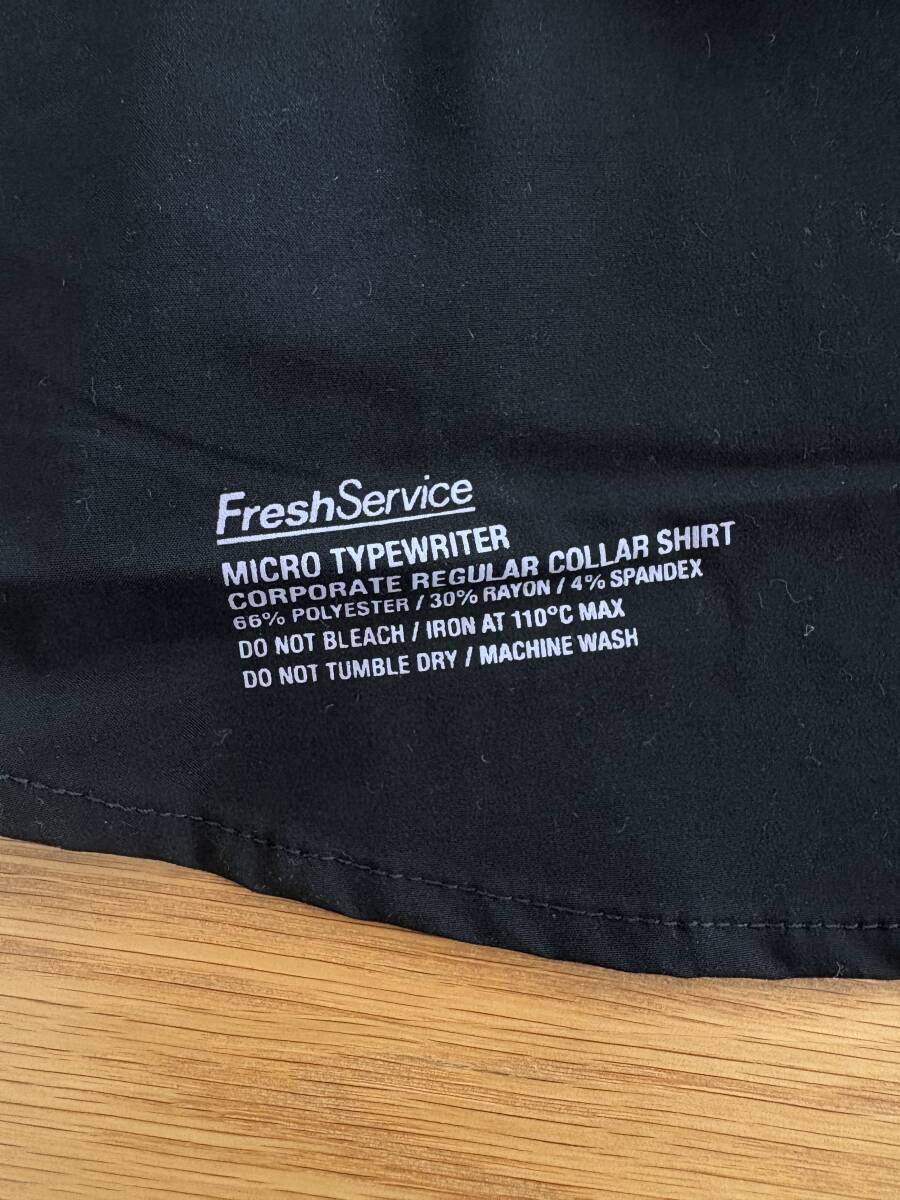 FreshService
MICRO TYPEWRITER
CORPORATE REGULAR COLLAR SHIRT
66% POLYESTER / 30% RAYON / 4% SPANDEX
DO NOT BLEACH / IRON AT 110°C MAX
DO NOT TUMBLE DRY / MACHINE WASH